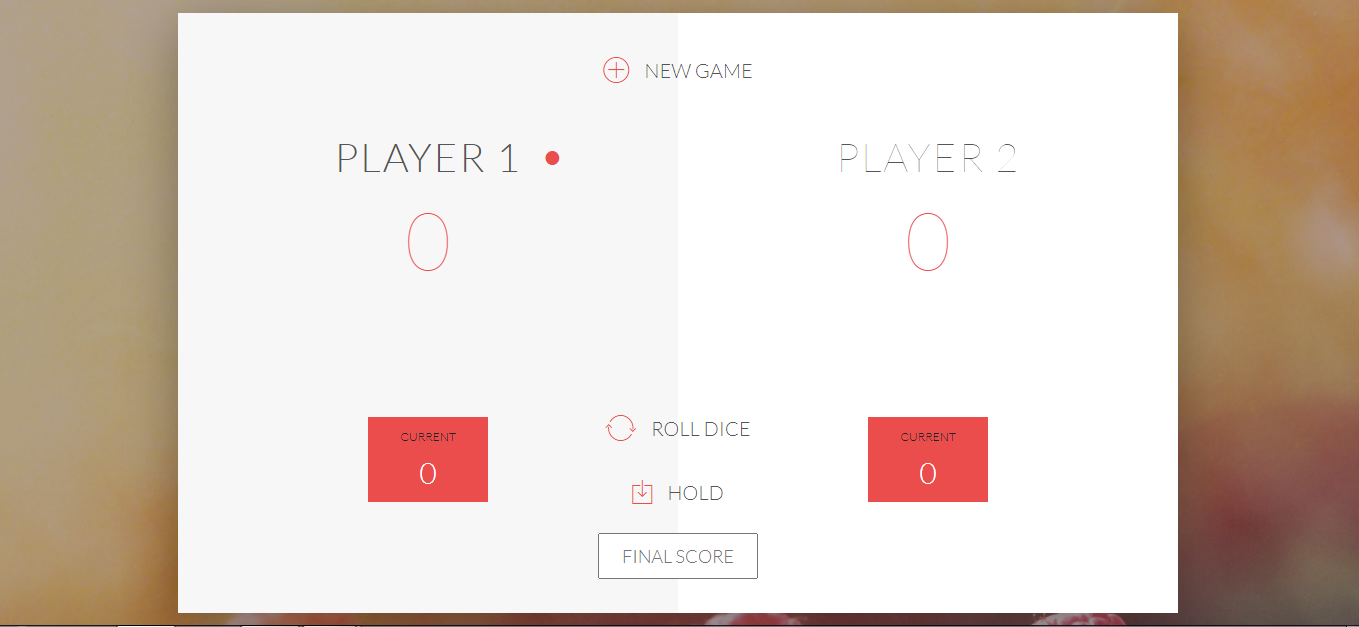 NEW GAME
PLAYER 1
0
PLAYER 2
0
CURRENT
0
ROLL DICE
HOLD
FINAL SCORE
CURRENT
0